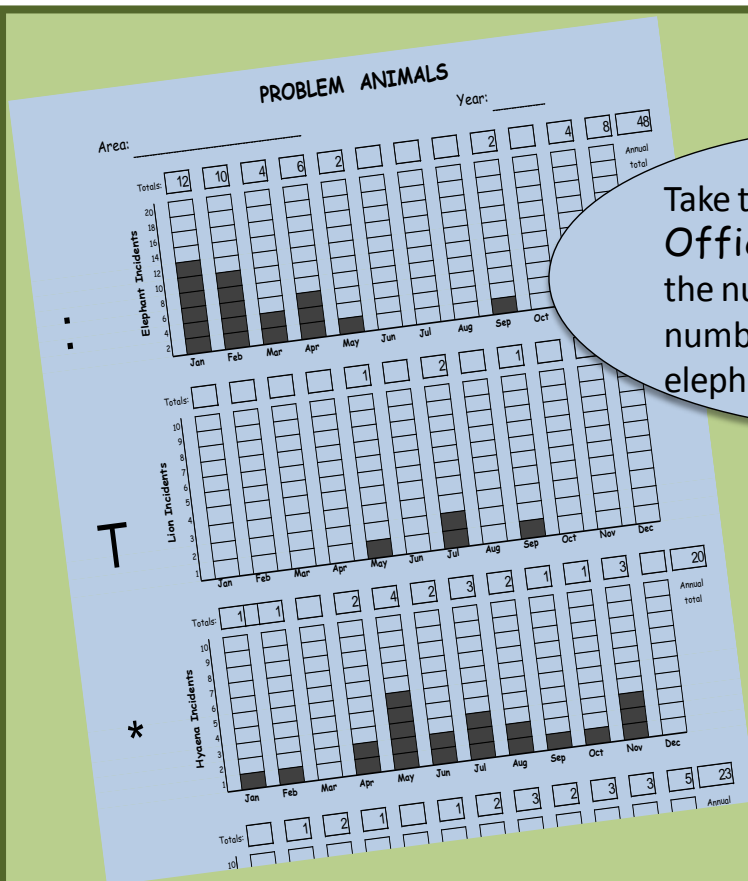 PROBLEM ANIMALS
Area: Year:
Totals: 12 10 4 6 2 2 4 8 48
Annual
total
Elephant Incidents
20
18
16
14
12
10
8
6
4
2
Jan Feb Mar Apr May Jun Jul Aug Sep Oct
Take t
Offi
the nu
numb
eleph
:
Totals: 1 2 1
Lion Incidents
10
9
8
7
6
5
4
3
2
1
Jan Feb Mar Apr May Jun Jul Aug Sep Oct Nov Dec
T
Totals: 1 1 2 4 2 3 2 1 1 3 20
Annual
total
Hyaena Incidents
10
9
8
7
6
5
4
3
2
1
Jan Feb Mar Apr May Jun Jul Aug Sep Oct Nov Dec
*
Totals: 1 2 1 1 2 3 2 3 3 5 23
Annual
10